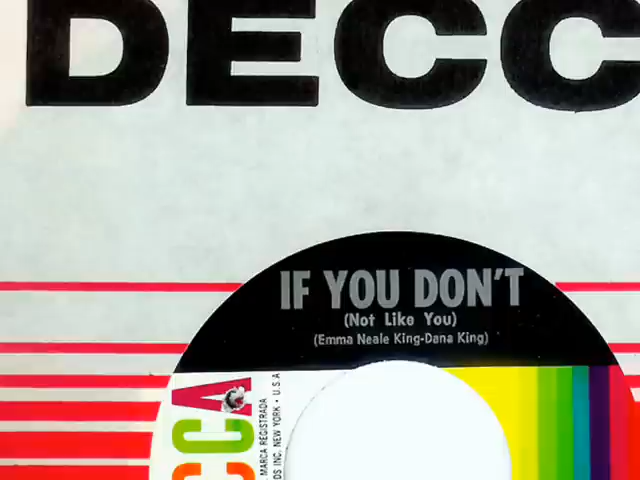 DECC
IF YOU DON'T
(Not Like You)
(Emma Neale King-Dana King)
CCA
MARCA REGISTRADA
DS INC. NEW YORK • U.S.A